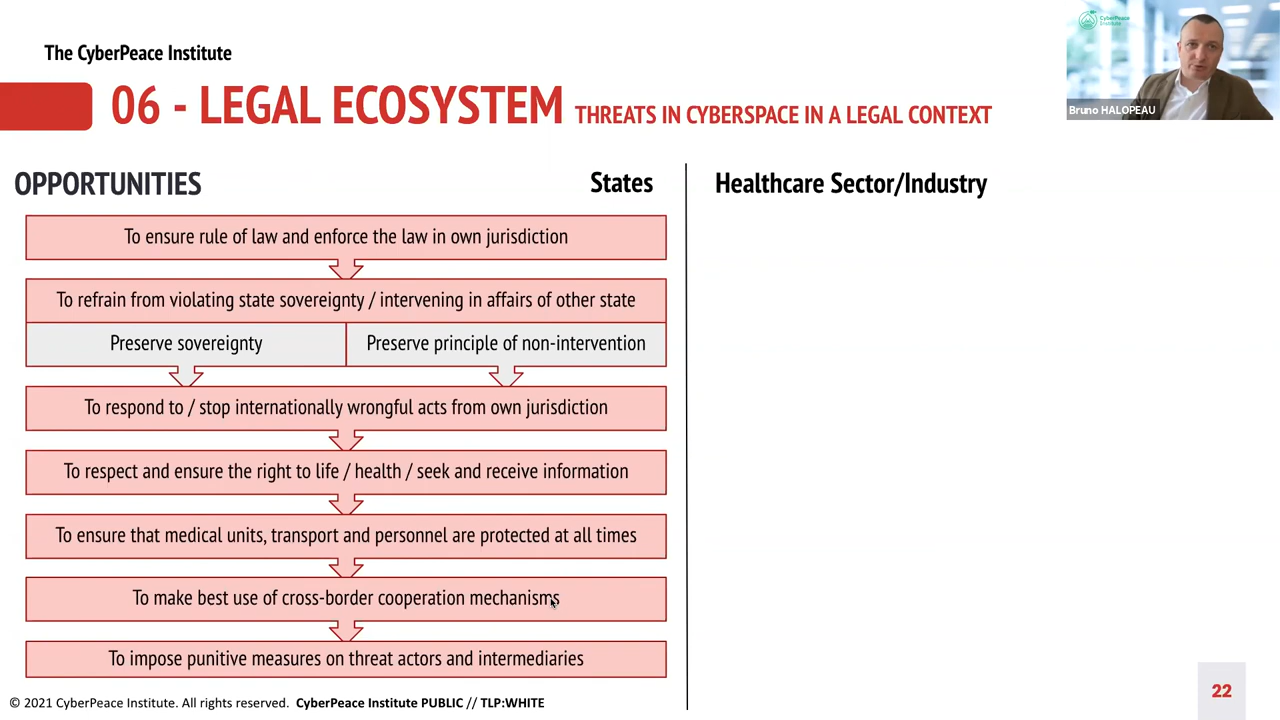 The CyberPeace Institute
06 - LEGAL ECOSYSTEM THREATS IN CYBERSPACE IN A LEGAL CONTEXT
CyberPeace
Institute
Bruno HALOPEAU
OPPORTUNITIES
States
To ensure rule of law and enforce the law in own jurisdiction
To refrain from violating state sovereignty / intervening in affairs of other state
Preserve sovereignty
Preserve principle of non-intervention
To respond to / stop internationally wrongful acts from own jurisdiction
To respect and ensure the right to life / health / seek and receive information
To ensure that medical units, transport and personnel are protected at all times
To make best use of cross-border cooperation mechanisms
To impose punitive measures on threat actors and intermediaries
Healthcare Sector/Industry
© 2021 CyberPeace Institute. All rights reserved. CyberPeace Institute PUBLIC // TLP:WHITE
22